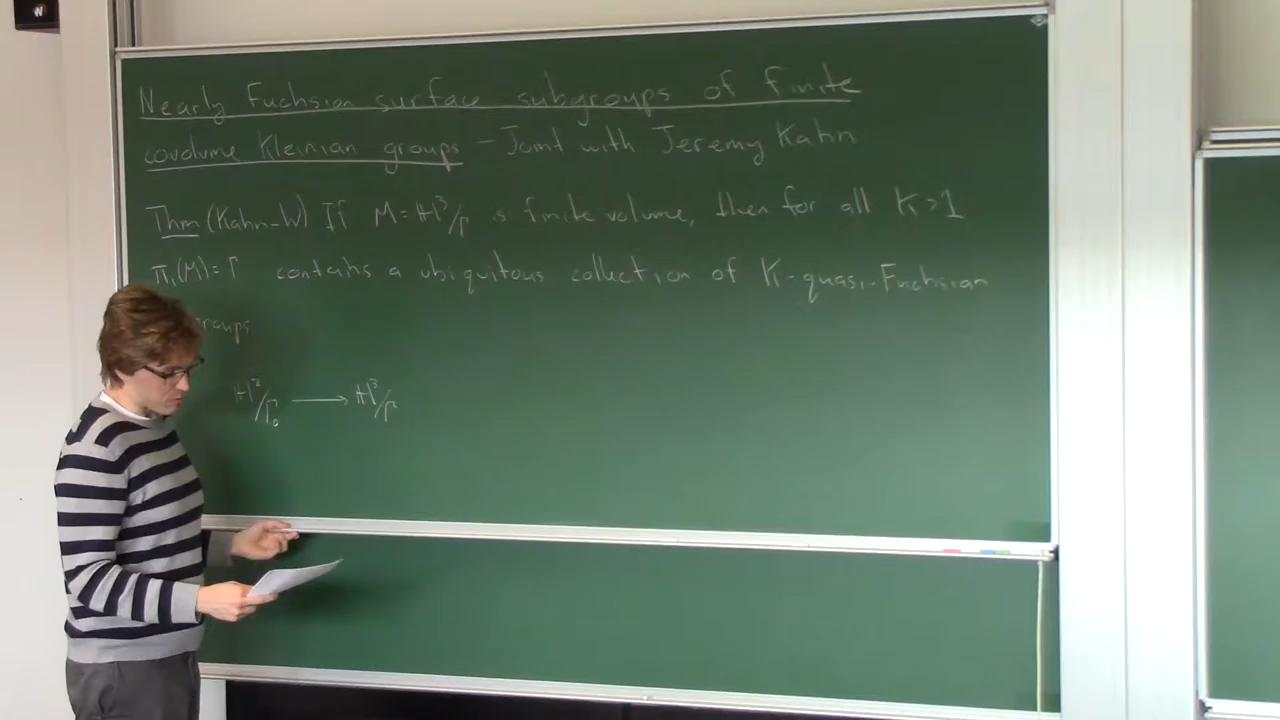 Nearly Fuchsian surface subgroups of finite
covolume Kleinian groups - Joint with Jeremy Kahn
Thm (Kahn-W) If M = ℍ³/Γ is finite volume, then for all K > 1
π₁(M) = Γ contains a ubiquitous collection of K-quasi-Fuchsian
groups
ℍ²/Γ₀ ⟶ ℍ³/Γ